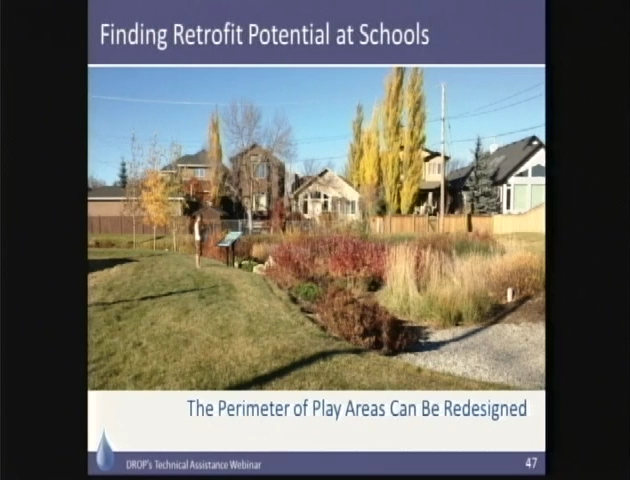 Finding Retrofit Potential at Schools
The Perimeter of Play Areas Can Be Redesigned
DROP's Technical Assistance Webinar
47